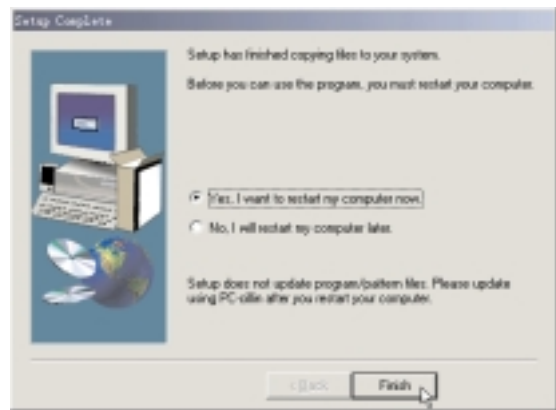 Setup Complete
Setup has finished copying files to your system.
Before you can use the program, you must restart your computer.
Yes, I want to restart my computer now.
No, I will restart my computer later.
Setup does not update program/pattern files. Please update
using PC-cillin after you restart your computer.
< Back
Finish